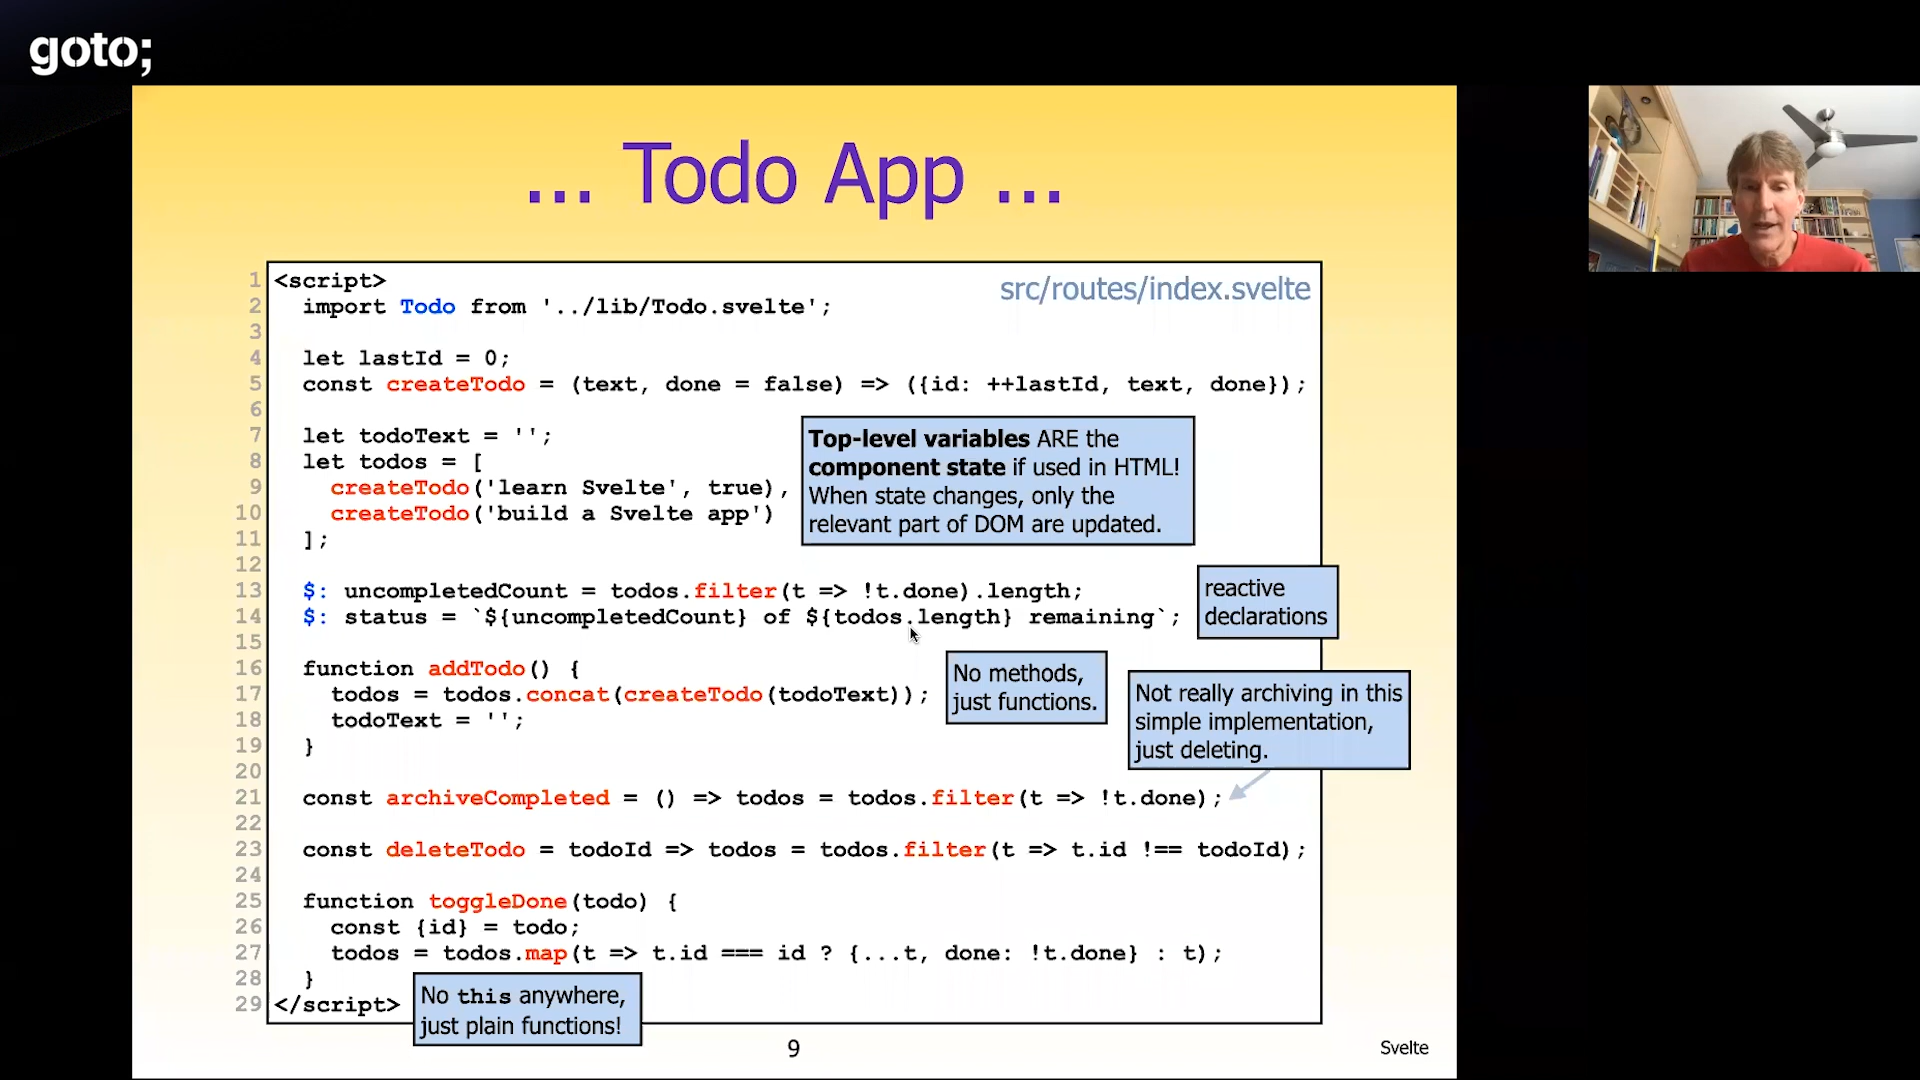 goto;
... Todo App ...
src/routes/index.svelte
1 <script>
2 import Todo from '../lib/Todo.svelte';
3
4 let lastId = 0;
5 const createTodo = (text, done = false) => ({id: ++lastId, text, done});
6
7 let todoText = '';
8 let todos = [
9 createTodo('learn Svelte', true),
10 createTodo('build a Svelte app')
11 ];
12
Top-level variables ARE the
component state if used in HTML!
When state changes, only the
relevant part of DOM are updated.
13 $: uncompletedCount = todos.filter(t => !t.done).length;
14 $: status = `${uncompletedCount} of ${todos.length} remaining`;
15
reactive
declarations
16 function addTodo() {
17 todos = todos.concat(createTodo(todoText));
18 todoText = '';
19 }
20
No methods,
just functions.
Not really archiving in this
simple implementation,
just deleting.
21 const archiveCompleted = () => todos = todos.filter(t => !t.done);
22
23 const deleteTodo = todoId => todos = todos.filter(t => t.id !== todoId);
24
25 function toggleDone(todo) {
26 const {id} = todo;
27 todos = todos.map(t => t.id === id ? {...t, done: !t.done} : t);
28 }
29 </script>
No this anywhere,
just plain functions!
9
Svelte